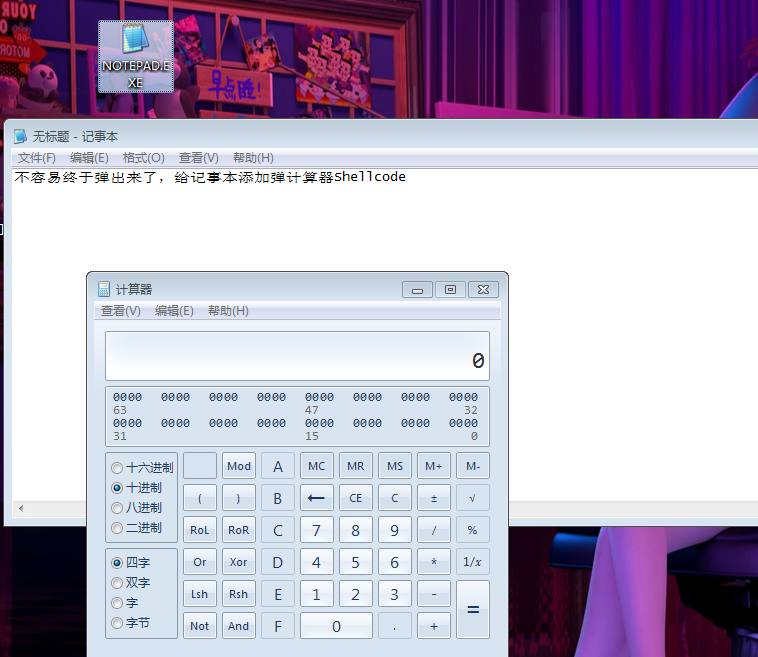 YOUR
MOTOR
早点睡!
NOTEPAD.E
XE
无标题 - 记事本
文件(F) 编辑(E) 格式(O) 查看(V) 帮助(H)
不容易终于弹出来了，给记事本添加弹计算器Shellcode
计算器
查看(V) 编辑(E) 帮助(H)
0
0000 0000 0000 0000 0000 0000 0000 0000
63 47 32
0000 0000 0000 0000 0000 0000 0000 0000
31 15 0
十六进制 Mod A MC MR MS M+ M-
十进制 ( ) B ← CE C ± √
八进制
二进制 RoL RoR C 7 8 9 / %
四字 Or Xor D 4 5 6 * 1/x
双字
字 Lsh Rsh E 1 2 3 - =
字节 Not And F 0 . +